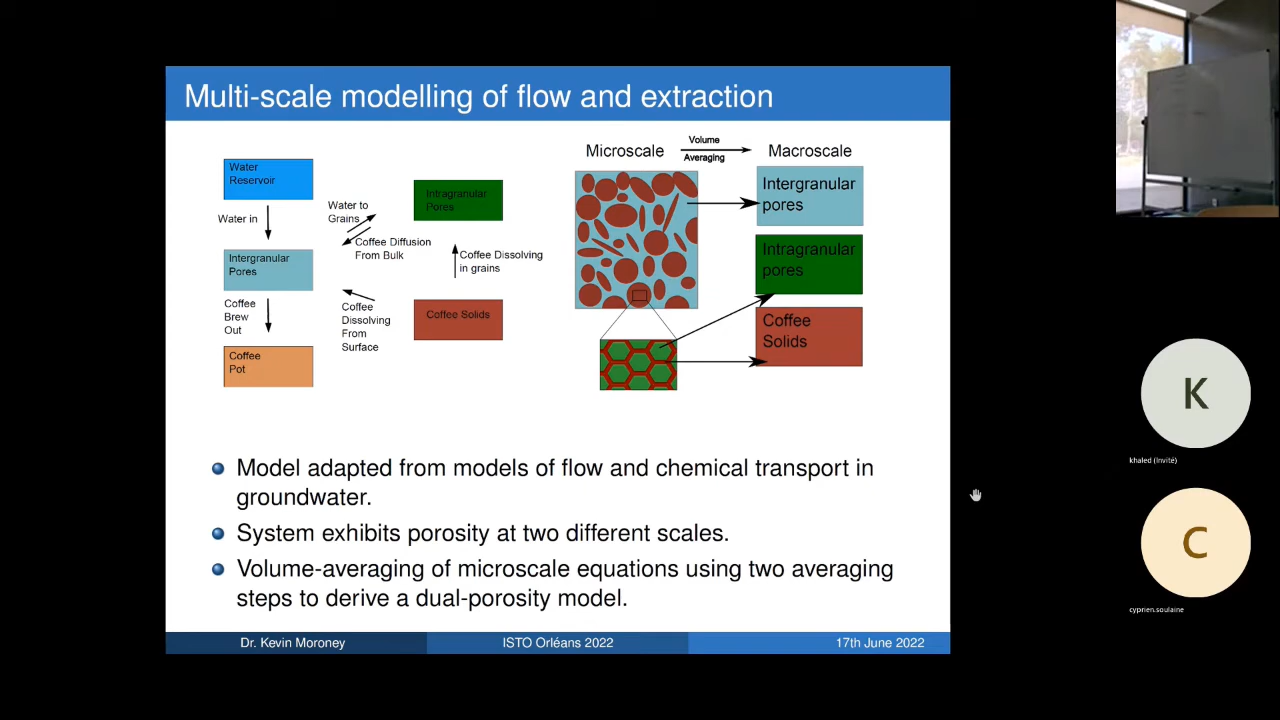 Multi-scale modelling of flow and extraction
Water
Reservoir
Water in
Intergranular
Pores
Coffee
Brew
Out
Coffee
Pot
Water to
Grains
Coffee Diffusion
From Bulk
Coffee
Dissolving
From
Surface
Intragranular
Pores
Coffee Dissolving
in grains
Coffee Solids
Microscale
Volume
Averaging
Macroscale
Intergranular
pores
Intragranular
pores
Coffee
Solids
Model adapted from models of flow and chemical transport in
groundwater.
System exhibits porosity at two different scales.
Volume-averaging of microscale equations using two averaging
steps to derive a dual-porosity model.
Dr. Kevin Moroney
ISTO Orléans 2022
17th June 2022
K
khaled (Invité)
C
cyprien.soulaine